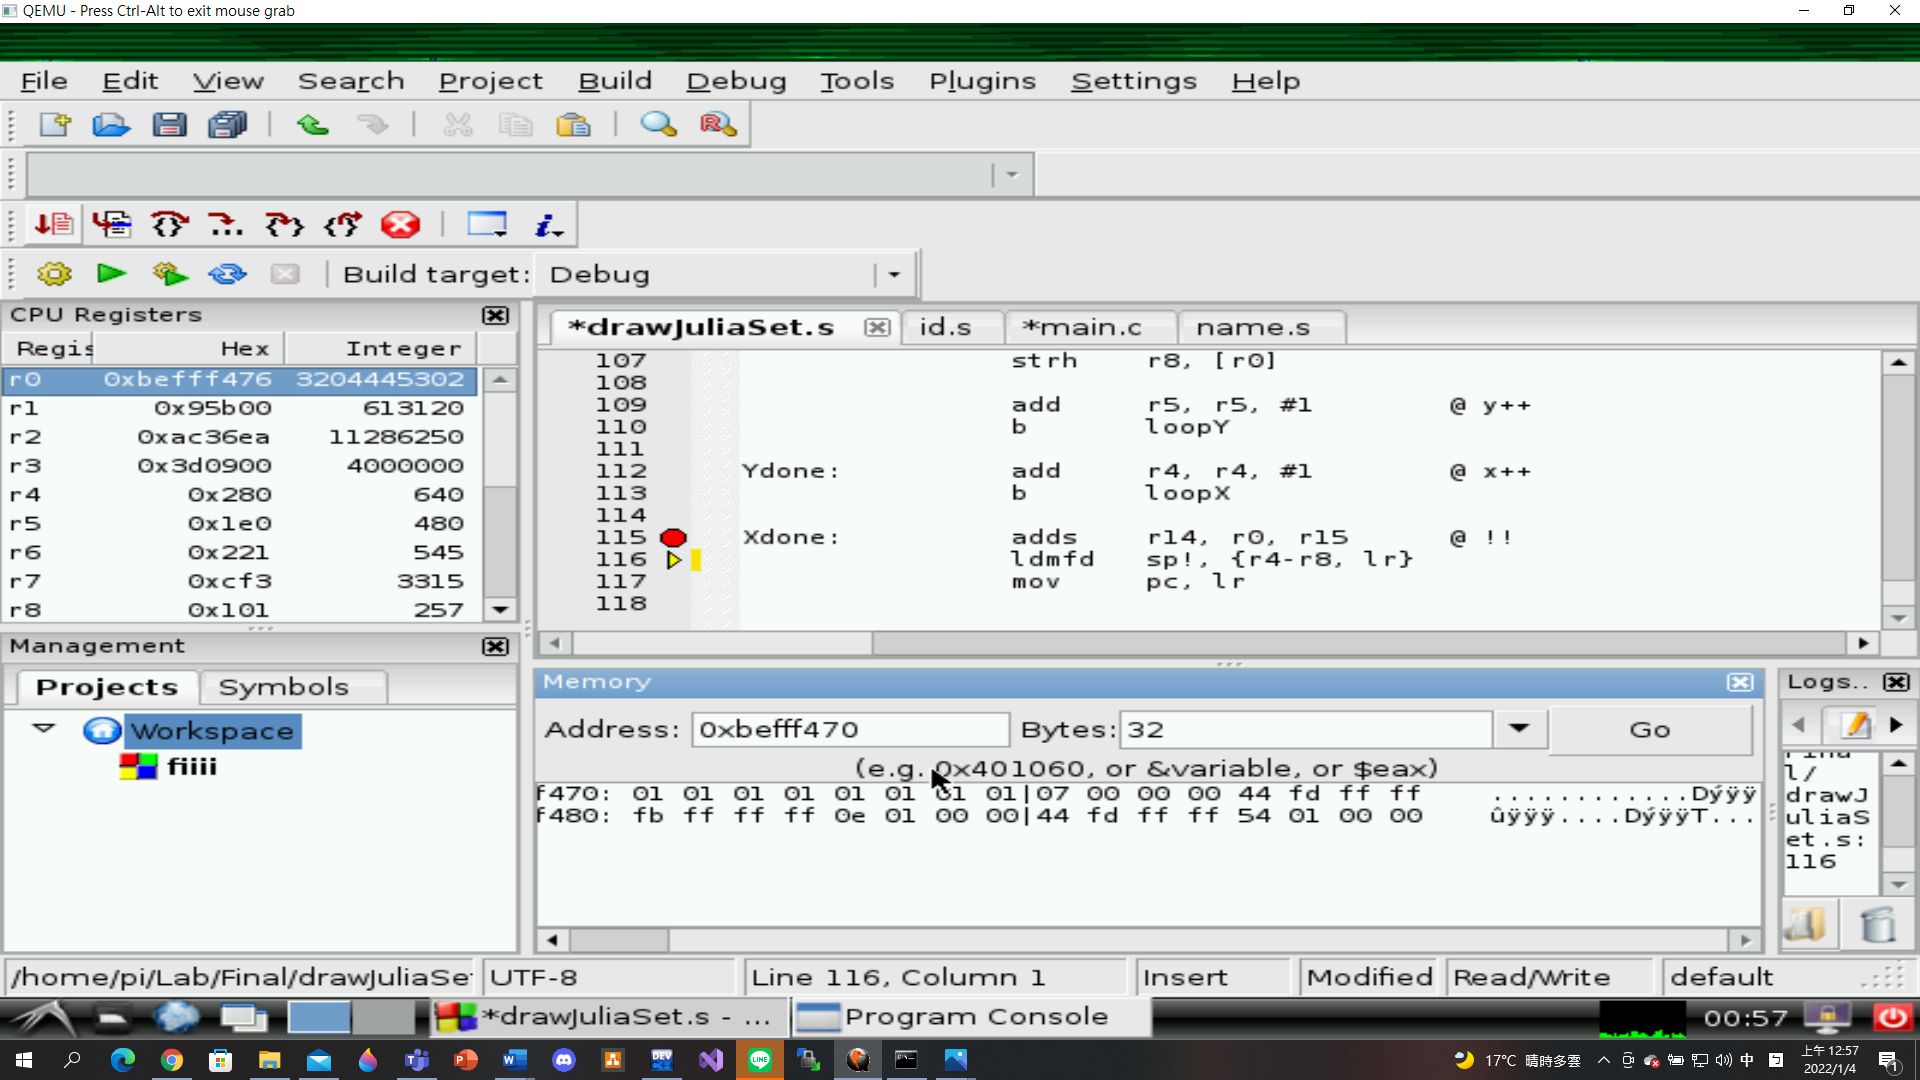 QEMU - Press Ctrl-Alt to exit mouse grab
File Edit View Search Project Build Debug Tools Plugins Settings Help
Build target: Debug
CPU Registers
Regis Hex Integer
r0 0xbefff476 3204445302
r1 0x95b00 613120
r2 0xac36ea 11286250
r3 0x3d0900 4000000
r4 0x280 640
r5 0x1e0 480
r6 0x221 545
r7 0xcf3 3315
r8 0x101 257
*drawJuliaSet.s id.s *main.c name.s
107 strh r8, [r0]
108
109 add r5, r5, #1 @ y++
110 b loopY
111
112 Ydone: add r4, r4, #1 @ x++
113 b loopX
114
115 Xdone: adds r14, r0, r15 @ !!
116 ldmfd sp!, {r4-r8, lr}
117 mov pc, lr
118
Management
Projects Symbols
Workspace
fiiii
Memory
Address: 0xbefff470 Bytes: 32 Go
(e.g. 0x401060, or &variable, or $eax)
f470: 01 01 01 01 01 01 01 01|07 00 00 00 44 fd ff ff ............Dýÿÿ
f480: fb ff ff ff 0e 01 00 00|44 fd ff ff 54 01 00 00 ûÿÿÿ....DýÿÿT...
Logs..
l/
drawJ
uliaS
et.s:
116
/home/pi/Lab/Final/drawJuliaSe UTF-8 Line 116, Column 1 Insert Modified Read/Write default
*drawJuliaSet.s - ... Program Console 00:57
17°C 晴時多雲 中 上午 12:57
2022/1/4